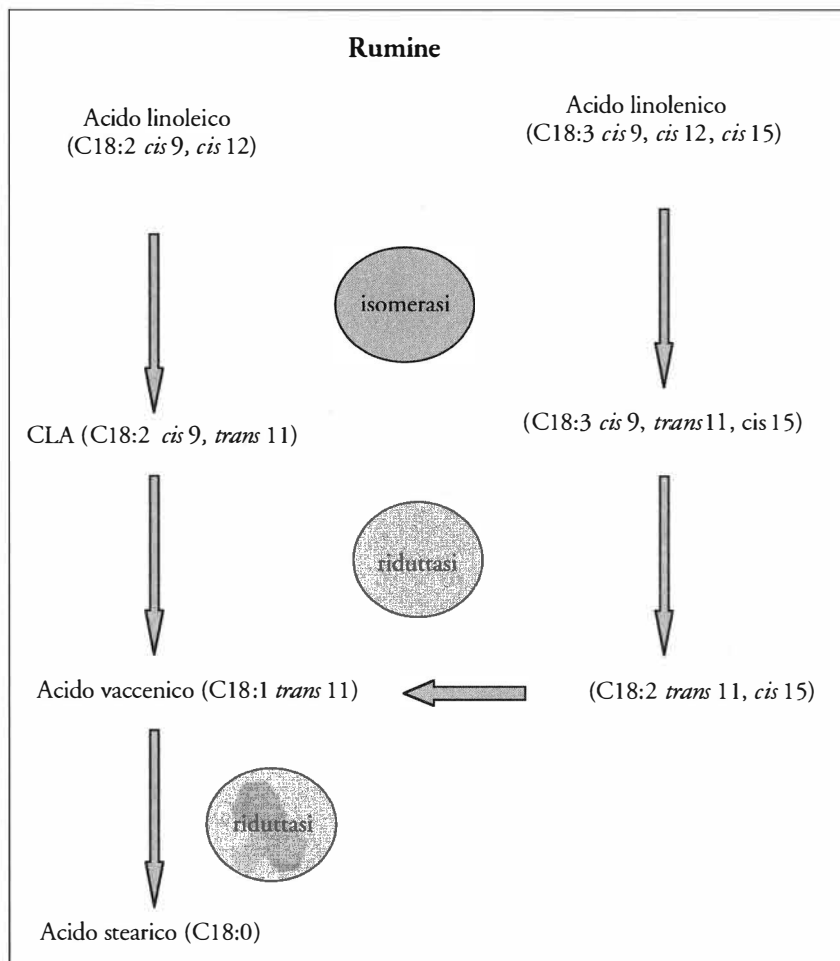 Rumine
Acido linoleico
(C18:2 cis 9, cis 12)
Acido linolenico
(C18:3 cis 9, cis 12, cis 15)
isomerasi
CLA (C18:2 cis 9, trans 11)
(C18:3 cis 9, trans 11, cis 15)
riduttasi
Acido vaccenico (C18:1 trans 11)
(C18:2 trans 11, cis 15)
riduttasi
Acido stearico (C18:0)